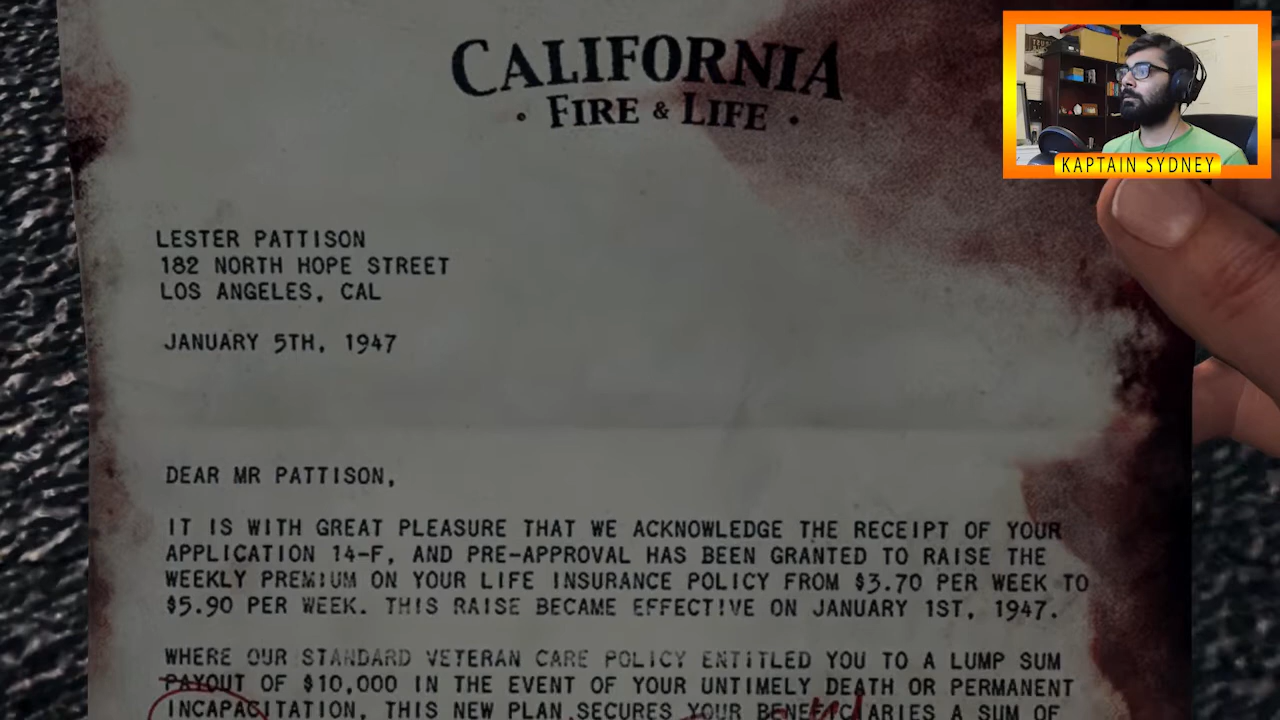 CALIFORNIA
• FIRE & LIFE •
KAPTAIN SYDNEY
LESTER PATTISON
182 NORTH HOPE STREET
LOS ANGELES, CAL
JANUARY 5TH, 1947
DEAR MR PATTISON,
IT IS WITH GREAT PLEASURE THAT WE ACKNOWLEDGE THE RECEIPT OF YOUR
APPLICATION 14-F, AND PRE-APPROVAL HAS BEEN GRANTED TO RAISE THE
WEEKLY PREMIUM ON YOUR LIFE INSURANCE POLICY FROM $3.70 PER WEEK TO
$5.90 PER WEEK. THIS RAISE BECAME EFFECTIVE ON JANUARY 1ST, 1947.
WHERE OUR STANDARD VETERAN CARE POLICY ENTITLED YOU TO A LUMP SUM
PAYOUT OF $10,000 IN THE EVENT OF YOUR UNTIMELY DEATH OR PERMANENT
INCAPACITATION, THIS NEW PLAN SECURES YOUR BENEFICIARIES A SUM OF